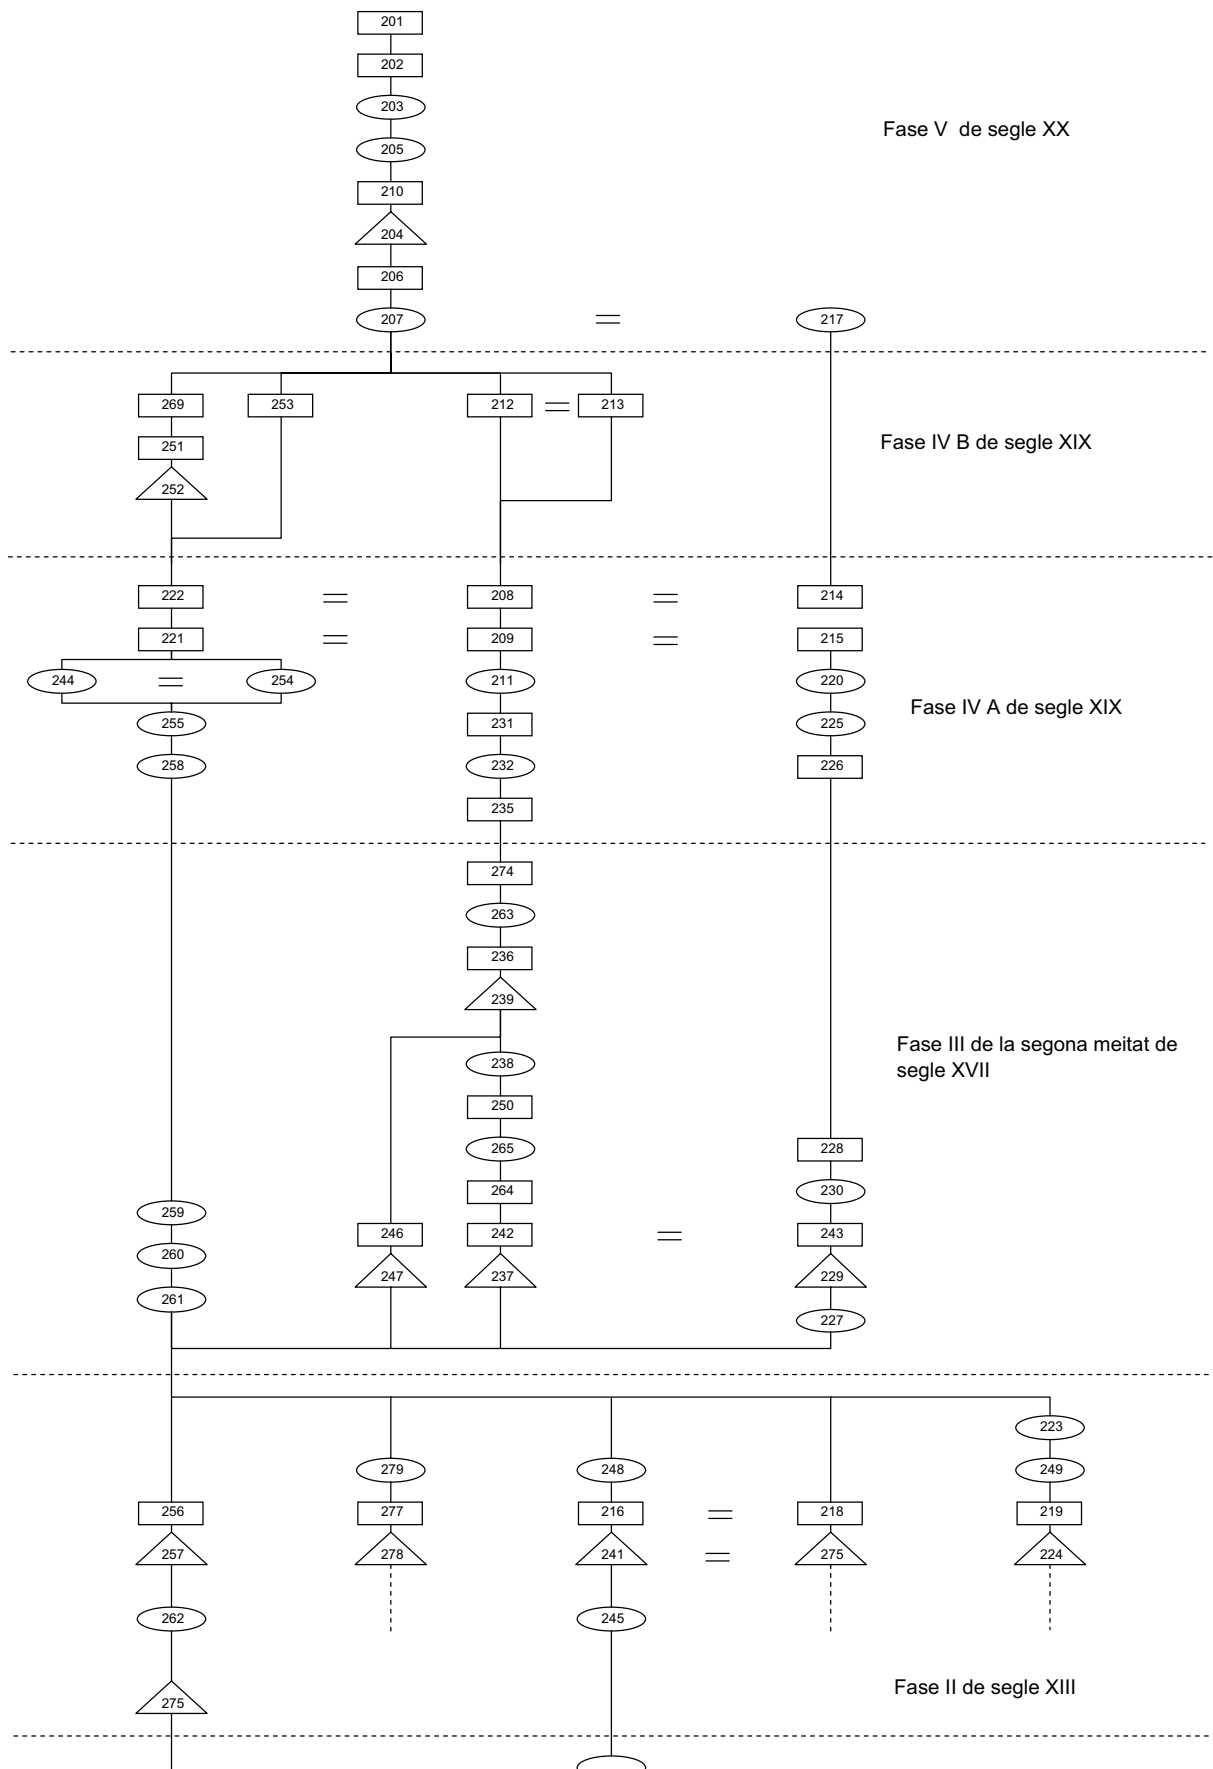 201
202
203
Fase V de segle XX
205
210
204
206
207 = 217
269 253 212 = 213
251
Fase IV B de segle XIX
252
222 = 208 = 214
221 = 209 = 215
244 = 254 211 220
255 231 225
Fase IV A de segle XIX
258 232 226
235
274
263
236
239
Fase III de la segona meitat de
segle XVII
238
250
265 228
264 230
259
246 242 = 243
260
247 237 229
261
227
223
279 248 249
256 277 216 = 218 219
257 278 241 = 275 224
262 245
Fase II de segle XIII
275